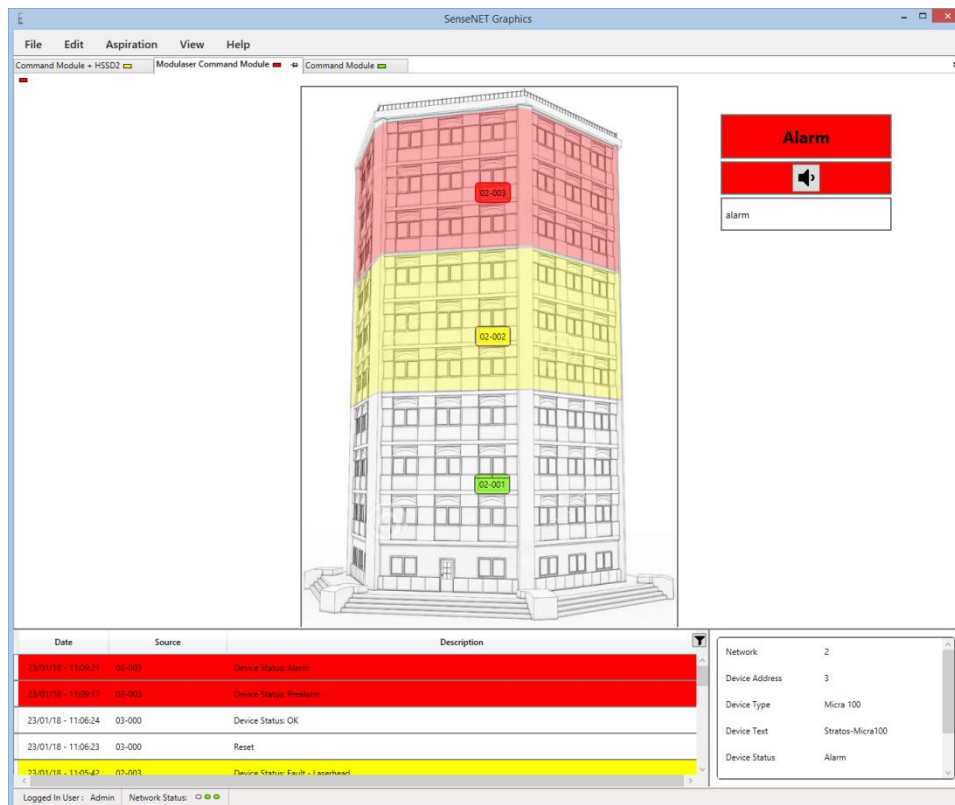 SenseNET Graphics
File Edit Aspiration View Help
Command Module + HSSD2 Modulaser Command Module Command Module
Alarm
02-003
alarm
02-002
02-001
Date Source Description
23/01/18 - 11:09:21 02-003 Device Status: Alarm
23/01/18 - 11:09:17 02-003 Device Status: Prealarm
23/01/18 - 11:06:24 03-000 Device Status: OK
23/01/18 - 11:06:23 03-000 Reset
23/01/18 - 11:05:42 02-003 Device Status: Fault - Laserhead
Network 2
Device Address 3
Device Type Micra 100
Device Text Stratos-Micra100
Device Status Alarm
Logged In User : Admin Network Status: